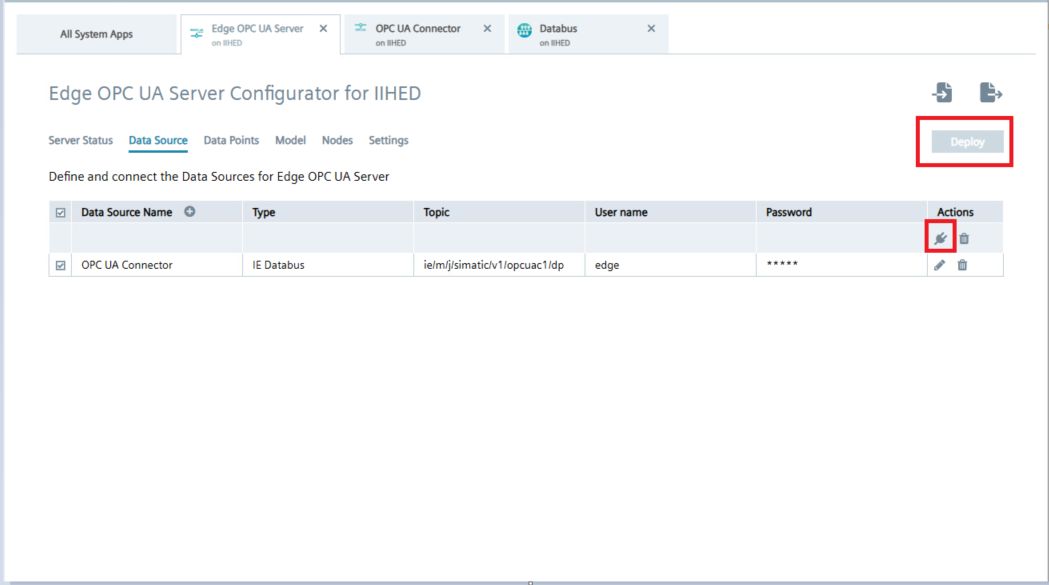 All System Apps
Edge OPC UA Server
on IIHED
OPC UA Connector
on IIHED
Databus
on IIHED
Edge OPC UA Server Configurator for IIHED
Server Status Data Source Data Points Model Nodes Settings
Deploy
Define and connect the Data Sources for Edge OPC UA Server
Data Source Name Type Topic User name Password Actions
OPC UA Connector IE Databus ie/m/j/simatic/v1/opcuac1/dp edge *****